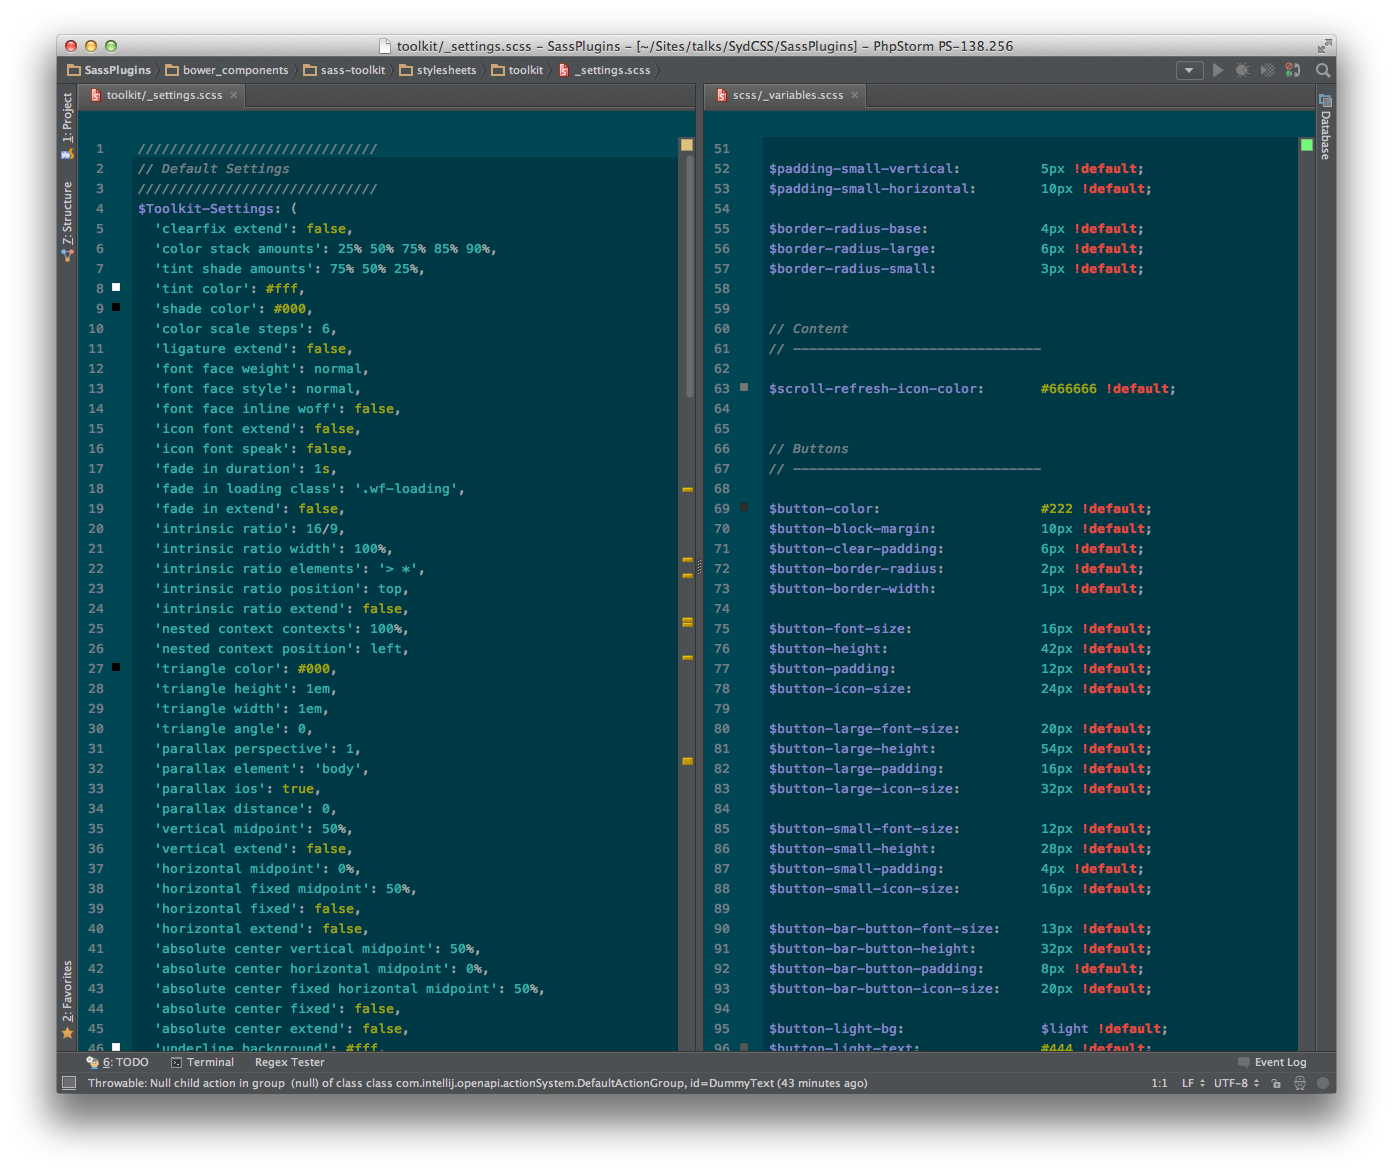 toolkit/_settings.scss – SassPlugins – [~/Sites/talks/SydCSS/SassPlugins] – PhpStorm PS-138.256
SassPlugins bower_components sass-toolkit stylesheets toolkit _settings.scss
1: Project
7: Structure
2: Favorites
toolkit/_settings.scss
1 //////////////////////////////
2 // Default Settings
3 //////////////////////////////
4 $Toolkit-Settings: (
5 'clearfix extend': false,
6 'color stack amounts': 25% 50% 75% 85% 90%,
7 'tint shade amounts': 75% 50% 25%,
8 'tint color': #fff,
9 'shade color': #000,
10 'color scale steps': 6,
11 'ligature extend': false,
12 'font face weight': normal,
13 'font face style': normal,
14 'font face inline woff': false,
15 'icon font extend': false,
16 'icon font speak': false,
17 'fade in duration': 1s,
18 'fade in loading class': '.wf-loading',
19 'fade in extend': false,
20 'intrinsic ratio': 16/9,
21 'intrinsic ratio width': 100%,
22 'intrinsic ratio elements': '> *',
23 'intrinsic ratio position': top,
24 'intrinsic ratio extend': false,
25 'nested context contexts': 100%,
26 'nested context position': left,
27 'triangle color': #000,
28 'triangle height': 1em,
29 'triangle width': 1em,
30 'triangle angle': 0,
31 'parallax perspective': 1,
32 'parallax element': 'body',
33 'parallax ios': true,
34 'parallax distance': 0,
35 'vertical midpoint': 50%,
36 'vertical extend': false,
37 'horizontal midpoint': 0%,
38 'horizontal fixed midpoint': 50%,
39 'horizontal fixed': false,
40 'horizontal extend': false,
41 'absolute center vertical midpoint': 50%,
42 'absolute center horizontal midpoint': 0%,
43 'absolute center fixed horizontal midpoint': 50%,
44 'absolute center fixed': false,
45 'absolute center extend': false,
46 'underline background': #fff,
scss/_variables.scss
51
52 $padding-small-vertical: 5px !default;
53 $padding-small-horizontal: 10px !default;
54
55 $border-radius-base: 4px !default;
56 $border-radius-large: 6px !default;
57 $border-radius-small: 3px !default;
58
59
60 // Content
61 // -------------------------------
62
63 $scroll-refresh-icon-color: #666666 !default;
64
65
66 // Buttons
67 // -------------------------------
68
69 $button-color: #222 !default;
70 $button-block-margin: 10px !default;
71 $button-clear-padding: 6px !default;
72 $button-border-radius: 2px !default;
73 $button-border-width: 1px !default;
74
75 $button-font-size: 16px !default;
76 $button-height: 42px !default;
77 $button-padding: 12px !default;
78 $button-icon-size: 24px !default;
79
80 $button-large-font-size: 20px !default;
81 $button-large-height: 54px !default;
82 $button-large-padding: 16px !default;
83 $button-large-icon-size: 32px !default;
84
85 $button-small-font-size: 12px !default;
86 $button-small-height: 28px !default;
87 $button-small-padding: 4px !default;
88 $button-small-icon-size: 16px !default;
89
90 $button-bar-button-font-size: 13px !default;
91 $button-bar-button-height: 32px !default;
92 $button-bar-button-padding: 8px !default;
93 $button-bar-button-icon-size: 20px !default;
94
95 $button-light-bg: $light !default;
96 $button-light-text: #444 !default;
Database
6: TODO Terminal Regex Tester Event Log
Throwable: Null child action in group (null) of class class com.intellij.openapi.actionSystem.DefaultActionGroup, id=DummyText (43 minutes ago) 1:1 LF UTF-8